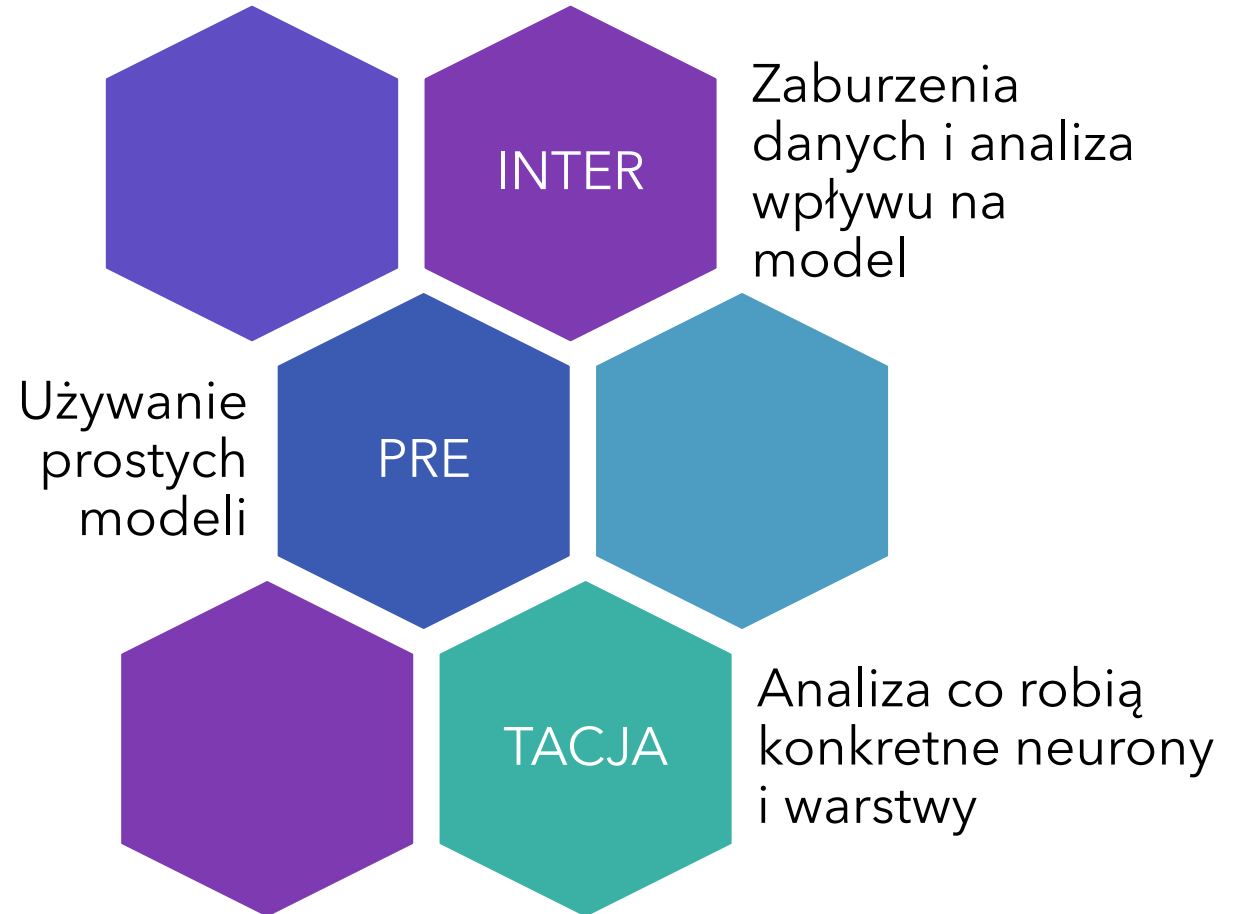 INTER
Zaburzenia
danych i analiza
wpływu na
model
Używanie
prostych
modeli
PRE
TACJA
Analiza co robią
konkretne neurony
i warstwy